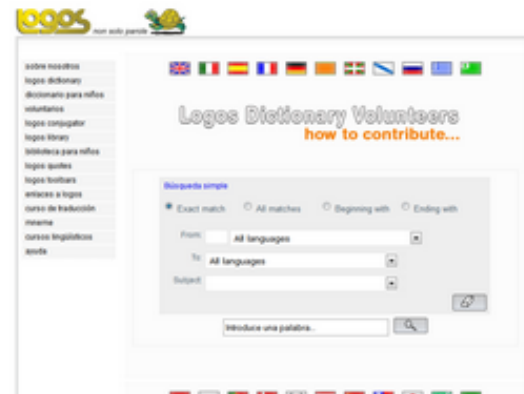 LOGOS
non solo parole
sobre nosotros
logos dictionary
diccionario para niños
voluntarios
logos conjugator
logos library
biblioteca para niños
logos quotes
logos toolbars
enlaces a logos
curso de traducción
mneme
cursos lingüísticos
ayuda
Logos Dictionary Volunteers
how to contribute...
Búsqueda simple
Exact match All matches Beginning with Ending with
From: All languages
To: All languages
Subject:
Introduce una palabra..